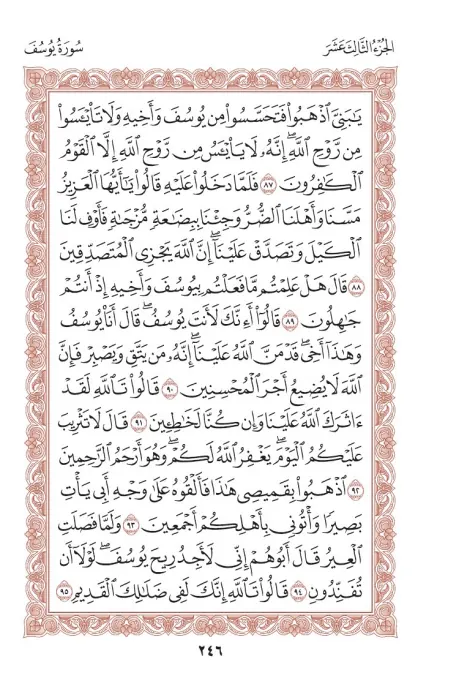 الجُزْءُ الثَّالِثَ عَشَرَ
سُورَةُ يُوسُفَ
يَٰبَنِيَّ ٱذْهَبُوا۟ فَتَحَسَّسُوا۟ مِن يُوسُفَ وَأَخِيهِ وَلَا تَا۟يْـَٔسُوا۟
مِن رَّوْحِ ٱللَّهِ ۖ إِنَّهُۥ لَا يَا۟يْـَٔسُ مِن رَّوْحِ ٱللَّهِ إِلَّا ٱلْقَوْمُ
ٱلْكَٰفِرُونَ ٨٧ فَلَمَّا دَخَلُوا۟ عَلَيْهِ قَالُوا۟ يَٰٓأَيُّهَا ٱلْعَزِيزُ
مَسَّنَا وَأَهْلَنَا ٱلضُّرُّ وَجِئْنَا بِبِضَٰعَةٍ مُّزْجَىٰةٍ فَأَوْفِ لَنَا
ٱلْكَيْلَ وَتَصَدَّقْ عَلَيْنَآ ۖ إِنَّ ٱللَّهَ يَجْزِى ٱلْمُتَصَدِّقِينَ
٨٨ قَالَ هَلْ عَلِمْتُم مَّا فَعَلْتُم بِيُوسُفَ وَأَخِيهِ إِذْ أَنتُمْ
جَٰهِلُونَ ٨٩ قَالُوٓا۟ أَءِنَّكَ لَأَنتَ يُوسُفُ ۖ قَالَ أَنَا۠ يُوسُفُ
وَهَٰذَآ أَخِى ۖ قَدْ مَنَّ ٱللَّهُ عَلَيْنَآ ۖ إِنَّهُۥ مَن يَتَّقِ وَيَصْبِرْ فَإِنَّ
ٱللَّهَ لَا يُضِيعُ أَجْرَ ٱلْمُحْسِنِينَ ٩٠ قَالُوا۟ تَٱللَّهِ لَقَدْ
ءَاثَرَكَ ٱللَّهُ عَلَيْنَا وَإِن كُنَّا لَخَٰطِـِٔينَ ٩١ قَالَ لَا تَثْرِيبَ
عَلَيْكُمُ ٱلْيَوْمَ ۖ يَغْفِرُ ٱللَّهُ لَكُمْ ۖ وَهُوَ أَرْحَمُ ٱلرَّٰحِمِينَ
٩٢ ٱذْهَبُوا۟ بِقَمِيصِى هَٰذَا فَأَلْقُوهُ عَلَىٰ وَجْهِ أَبِى يَأْتِ
بَصِيرًا وَأْتُونِى بِأَهْلِكُمْ أَجْمَعِينَ ٩٣ وَلَمَّا فَصَلَتِ
ٱلْعِيرُ قَالَ أَبُوهُمْ إِنِّى لَأَجِدُ رِيحَ يُوسُفَ ۖ لَوْلَآ أَن
تُفَنِّدُونِ ٩٤ قَالُوا۟ تَٱللَّهِ إِنَّكَ لَفِى ضَلَٰلِكَ ٱلْقَدِيمِ ٩٥
٢٤٦